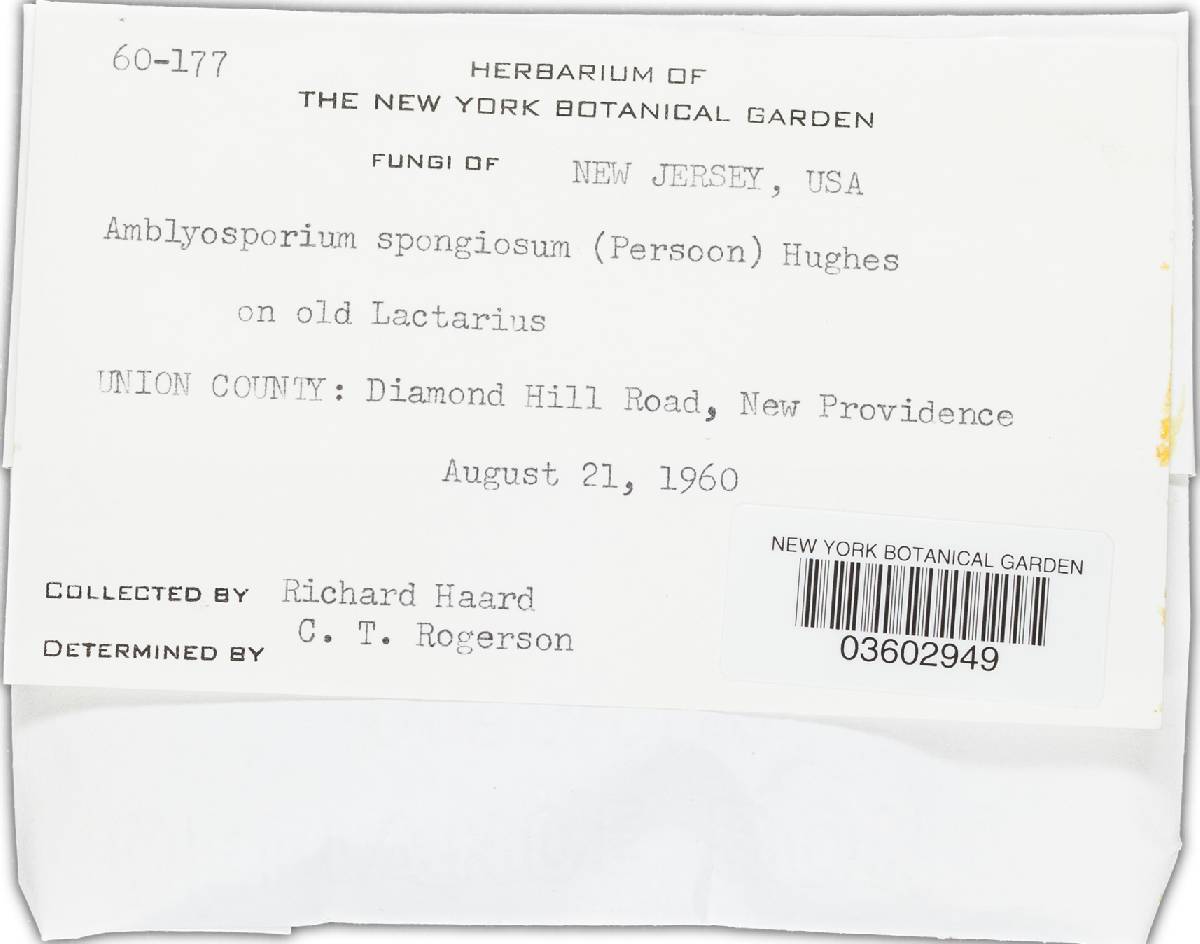 60-177
HERBARIUM OF
THE NEW YORK BOTANICAL GARDEN
FUNGI OF NEW JERSEY, USA
Amblyosporium spongiosum (Persoon) Hughes
on old Lactarius
UNION COUNTY: Diamond Hill Road, New Providence
August 21, 1960
COLLECTED BY Richard Haard
DETERMINED BY C. T. Rogerson
NEW YORK BOTANICAL GARDEN
03602949